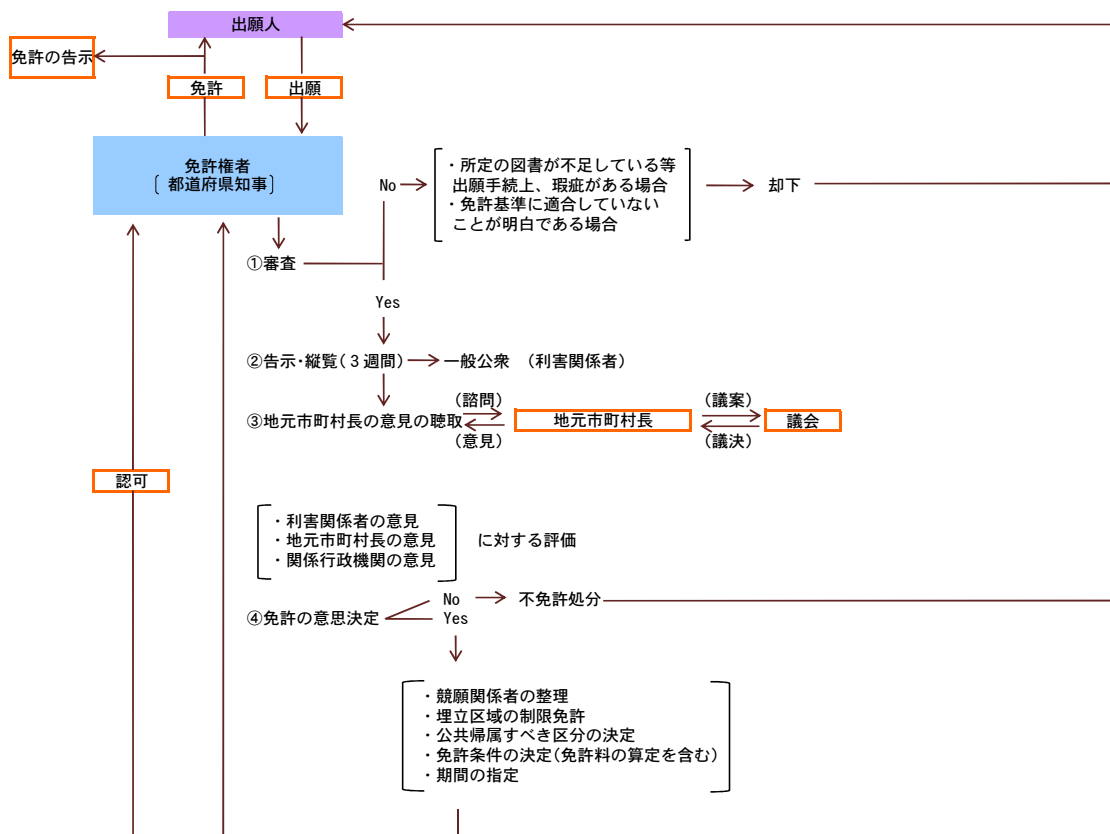 出願人
免許の告示
免許
出願
免許権者
〔 都道府県知事〕
No
・所定の図書が不足している等
出願手続上、瑕疵がある場合
・免許基準に適合していない
ことが明白である場合
却下
①審査
Yes
②告示・縦覧(3週間)
一般公衆 (利害関係者)
③地元市町村長の意見の聴取
(諮問)
(意見)
地元市町村長
(議案)
(議決)
議会
認可
・利害関係者の意見
・地元市町村長の意見
・関係行政機関の意見
に対する評価
④免許の意思決定
No
Yes
不免許処分
・競願関係者の整理
・埋立区域の制限免許
・公共帰属すべき区分の決定
・免許条件の決定(免許料の算定を含む)
・期間の指定